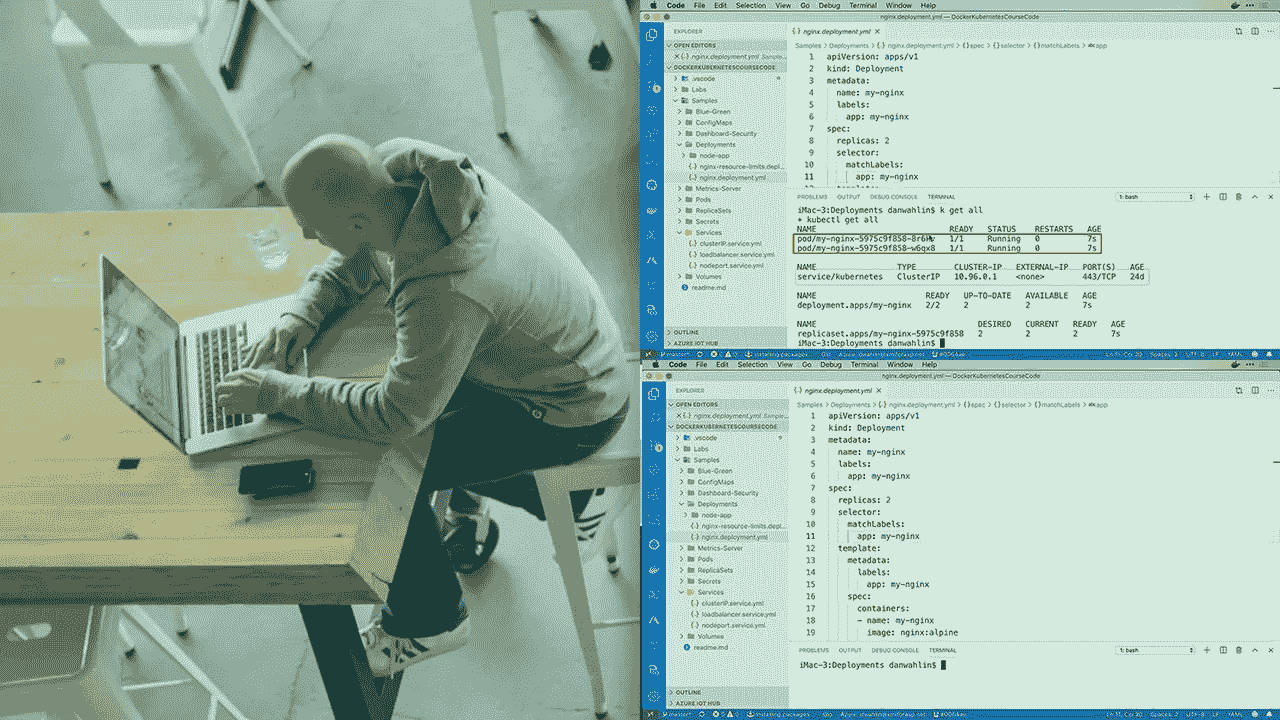 Code File Edit Selection View Go Debug Terminal Window Help
nginx.deployment.yml — DockerKubernetesCourseCode
EXPLORER
OPEN EDITORS
nginx.deployment.yml Sample...
DOCKERKUBERNETESCOURSECODE
.vscode
Labs
Samples
Blue-Green
ConfigMaps
Dashboard-Security
Deployments
node-app
nginx-resource-limits.depl...
nginx.deployment.yml
Metrics-Server
Pods
ReplicaSets
Secrets
Services
clusterIP.service.yml
loadbalancer.service.yml
nodeport.service.yml
Volumes
readme.md
OUTLINE
AZURE IOT HUB
nginx.deployment.yml
Samples > Deployments > nginx.deployment.yml > {} spec > {} selector > {} matchLabels > app
1 apiVersion: apps/v1
2 kind: Deployment
3 metadata:
4 name: my-nginx
5 labels:
6 app: my-nginx
7 spec:
8 replicas: 2
9 selector:
10 matchLabels:
11 app: my-nginx
PROBLEMS OUTPUT DEBUG CONSOLE TERMINAL 1: bash
iMac-3:Deployments danwahlin$ k get all
+ kubectl get all
NAME READY STATUS RESTARTS AGE
1/1 Running 0 7s
pod/my-nginx-5975c9f858-w6qx8 1/1 Running 0 7s
NAME TYPE CLUSTER-IP EXTERNAL-IP PORT(S) AGE
service/kubernetes ClusterIP 10.96.0.1 <none> 443/TCP 24d
NAME READY UP-TO-DATE AVAILABLE AGE
deployment.apps/my-nginx 2/2 2 2 7s
NAME DESIRED CURRENT READY AGE
replicaset.apps/my-nginx-5975c9f858 2 2 2 7s
iMac-3:Deployments danwahlin$
Code File Edit Selection View Go Debug Terminal Window Help
nginx.deployment.yml — DockerKubernetesCourseCode
EXPLORER
OPEN EDITORS
nginx.deployment.yml Sample...
DOCKERKUBERNETESCOURSECODE
.vscode
Labs
Samples
Blue-Green
ConfigMaps
Dashboard-Security
Deployments
node-app
nginx-resource-limits.depl...
nginx.deployment.yml
Metrics-Server
Pods
ReplicaSets
Secrets
Services
clusterIP.service.yml
loadbalancer.service.yml
nodeport.service.yml
Volumes
readme.md
OUTLINE
AZURE IOT HUB
nginx.deployment.yml
Samples > Deployments > nginx.deployment.yml > {} spec > {} selector > {} matchLabels > app
1 apiVersion: apps/v1
2 kind: Deployment
3 metadata:
4 name: my-nginx
5 labels:
6 app: my-nginx
7 spec:
8 replicas: 2
9 selector:
10 matchLabels:
11 app: my-nginx
12 template:
13 metadata:
14 labels:
15 app: my-nginx
16 spec:
17 containers:
18 - name: my-nginx
19 image: nginx:alpine
PROBLEMS OUTPUT DEBUG CONSOLE TERMINAL 1: bash
iMac-3:Deployments danwahlin$